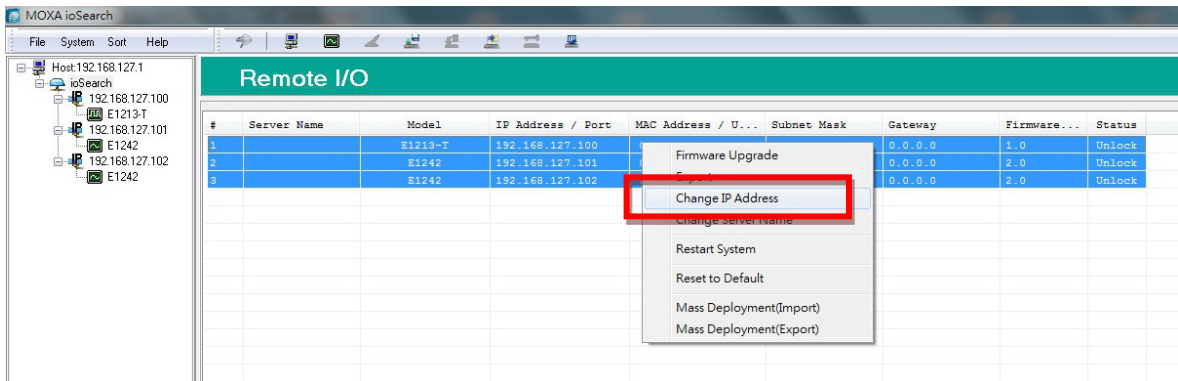 MOXA ioSearch
File System Sort Help
Host:192.168.127.1
ioSearch
192.168.127.100
E1213-T
192.168.127.101
E1242
192.168.127.102
E1242
Remote I/O
# Server Name Model IP Address / Port MAC Address / U... Subnet Mask Gateway Firmware... Status
1 E1213-T 192.168.127.100 0.0.0.0 1.0 Unlock
2 E1242 192.168.127.101 0.0.0.0 2.0 Unlock
3 E1242 192.168.127.102 0.0.0.0 2.0 Unlock
Firmware Upgrade
Export
Change IP Address
Change Server Name
Restart System
Reset to Default
Mass Deployment(Import)
Mass Deployment(Export)